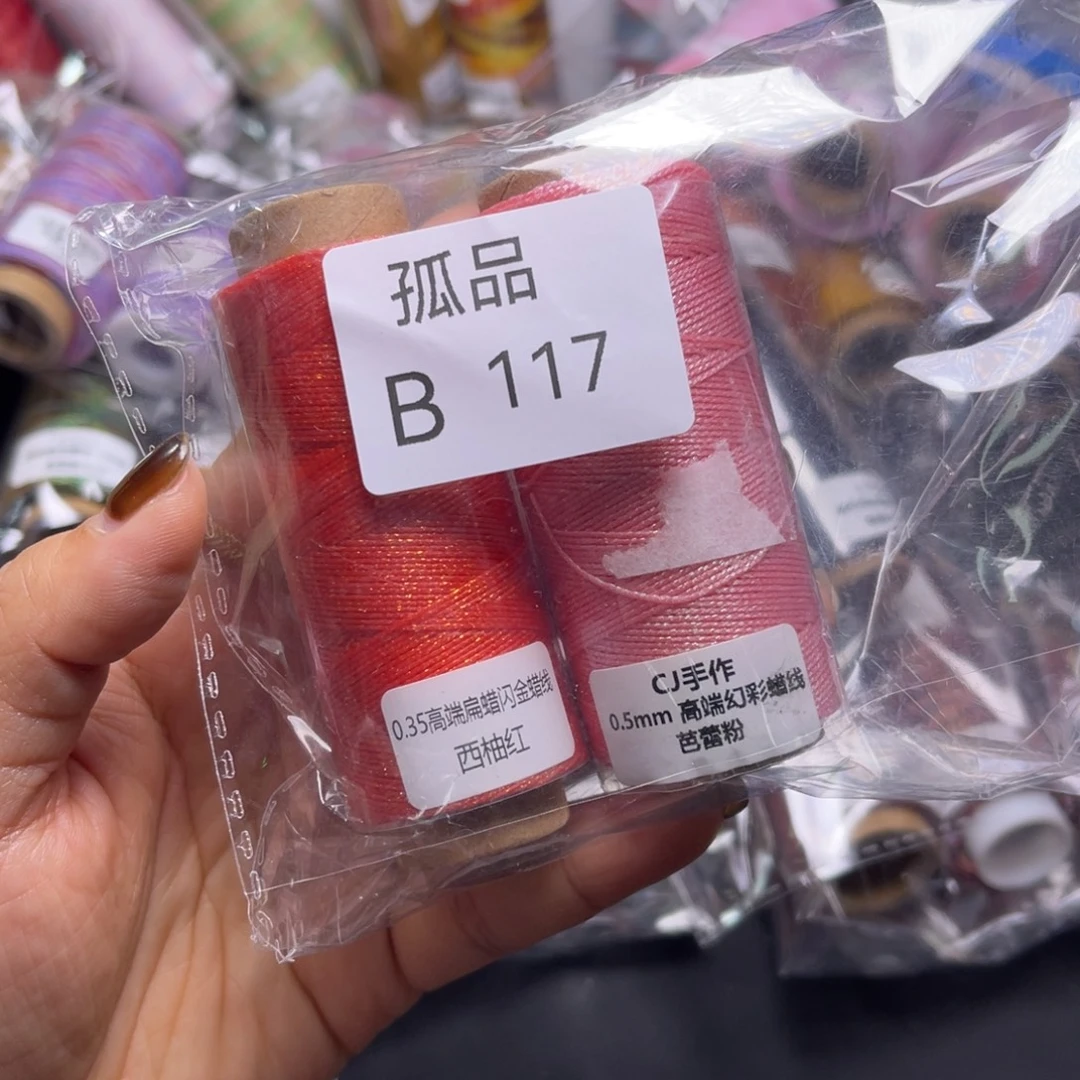 孤品
B 117
0.35高端扁蜡闪金蜡线
西柚红
CJ手作
0.5mm 高端幻彩蜡线
芭蕾粉